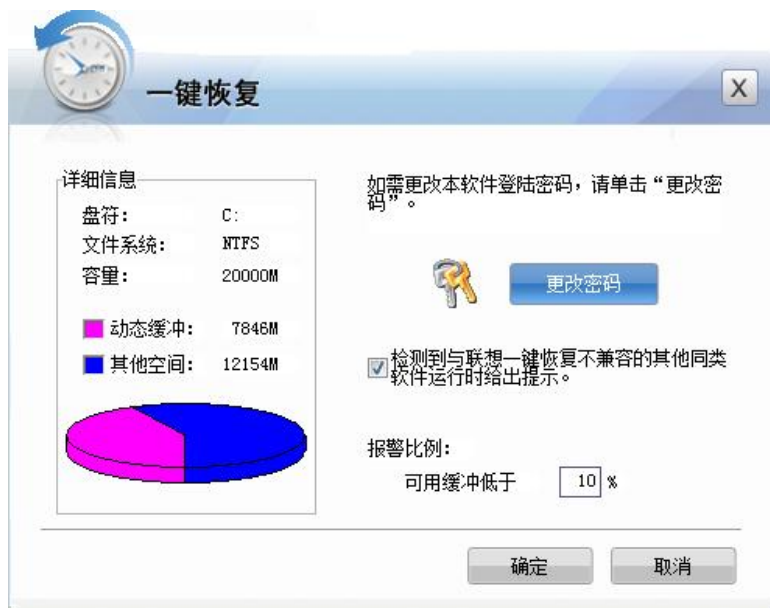 一键恢复
X
详细信息
盘符： C:
文件系统： NTFS
容量： 20000M
动态缓冲： 7846M
其他空间： 12154M
如需更改本软件登陆密码，请单击“更改密
码”。
更改密码
检测到与联想一键恢复不兼容的其他同类
软件运行时给出提示。
报警比例：
可用缓冲低于 10 %
确定
取消